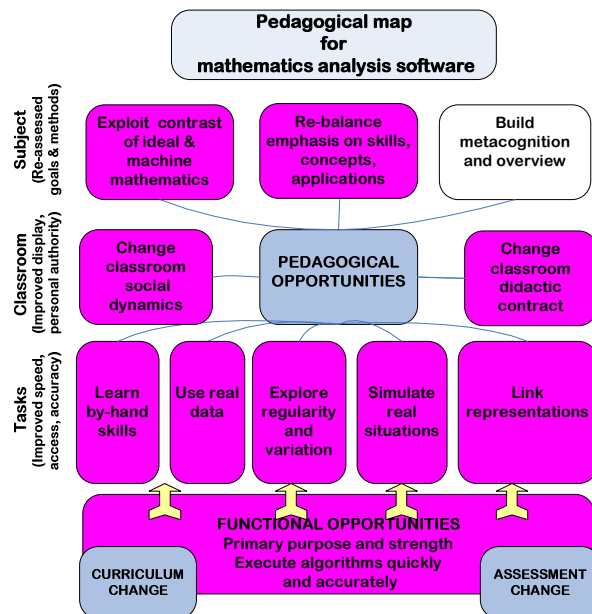 Pedagogical map
for
mathematics analysis software
Subject
(Re-assessed
goals & methods)
Exploit contrast
of ideal &
machine
mathematics
Re-balance
emphasis on skills,
concepts,
applications
Build
metacognition
and overview
Classroom
(Improved display,
personal authority)
Change
classroom
social
dynamics
PEDAGOGICAL
OPPORTUNITIES
Change
classroom
didactic
contract
Tasks
(Improved speed,
access, accuracy)
Learn
by-hand
skills
Use real
data
Explore
regularity
and
variation
Simulate
real
situations
Link
representations
FUNCTIONAL OPPORTUNITIES
Primary purpose and strength
Execute algorithms quickly
and accurately
CURRICULUM
CHANGE
ASSESSMENT
CHANGE